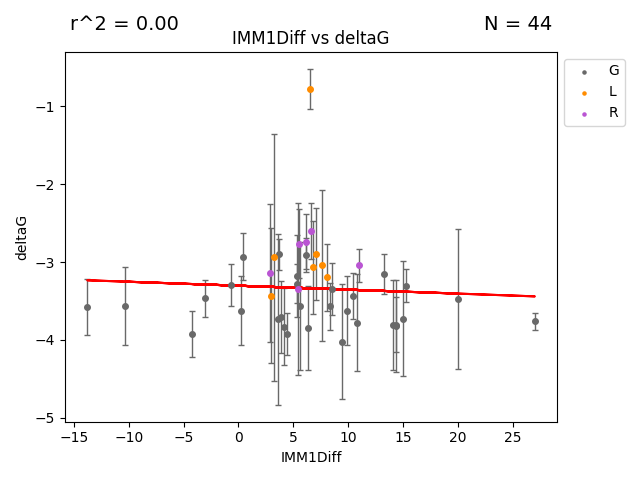 r^2 = 0.00
N = 44
IMM1Diff vs deltaG
G
L
R
−1
−2
−3
−4
−5
deltaG
−15 −10 −5 0 5 10 15 20 25
IMM1Diff